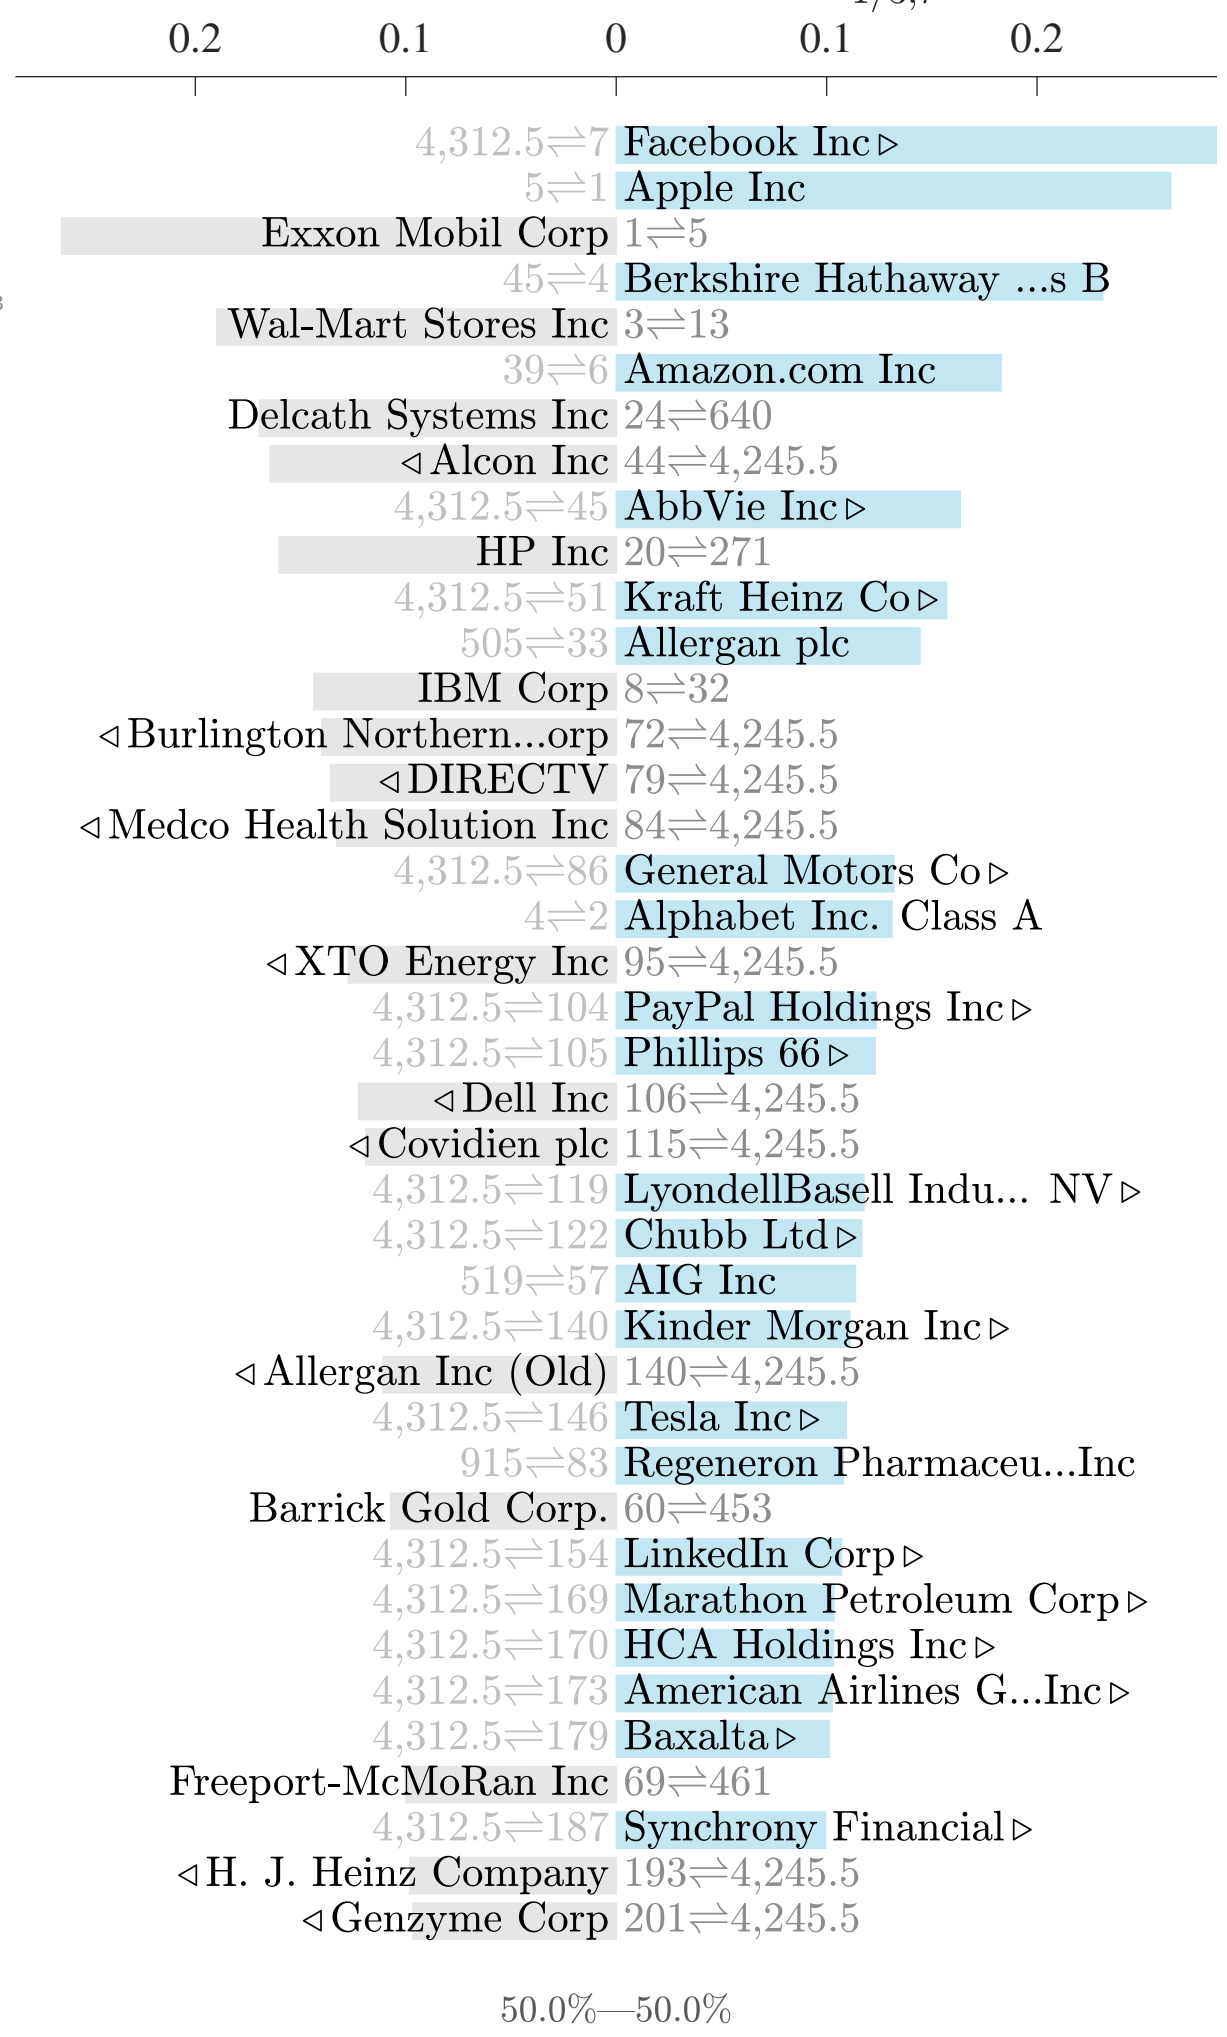 0.2 0.1 0 0.1 0.2
4,312.5⇌7 Facebook Inc▷
5⇌1 Apple Inc
Exxon Mobil Corp 1⇌5
45⇌4 Berkshire Hathaway ...s B
Wal-Mart Stores Inc 3⇌13
39⇌6 Amazon.com Inc
Delcath Systems Inc 24⇌640
◁Alcon Inc 44⇌4,245.5
4,312.5⇌45 AbbVie Inc▷
HP Inc 20⇌271
4,312.5⇌51 Kraft Heinz Co▷
505⇌33 Allergan plc
IBM Corp 8⇌32
◁Burlington Northern...orp 72⇌4,245.5
◁DIRECTV 79⇌4,245.5
◁Medco Health Solution Inc 84⇌4,245.5
4,312.5⇌86 General Motors Co▷
4⇌2 Alphabet Inc. Class A
◁XTO Energy Inc 95⇌4,245.5
4,312.5⇌104 PayPal Holdings Inc▷
4,312.5⇌105 Phillips 66▷
◁Dell Inc 106⇌4,245.5
◁Covidien plc 115⇌4,245.5
4,312.5⇌119 LyondellBasell Indu... NV▷
4,312.5⇌122 Chubb Ltd▷
519⇌57 AIG Inc
4,312.5⇌140 Kinder Morgan Inc▷
◁Allergan Inc (Old) 140⇌4,245.5
4,312.5⇌146 Tesla Inc▷
915⇌83 Regeneron Pharmaceu...Inc
Barrick Gold Corp. 60⇌453
4,312.5⇌154 LinkedIn Corp▷
4,312.5⇌169 Marathon Petroleum Corp▷
4,312.5⇌170 HCA Holdings Inc▷
4,312.5⇌173 American Airlines G...Inc▷
4,312.5⇌179 Baxalta▷
Freeport-McMoRan Inc 69⇌461
4,312.5⇌187 Synchrony Financial▷
◁H. J. Heinz Company 193⇌4,245.5
◁Genzyme Corp 201⇌4,245.5
50.0%—50.0%